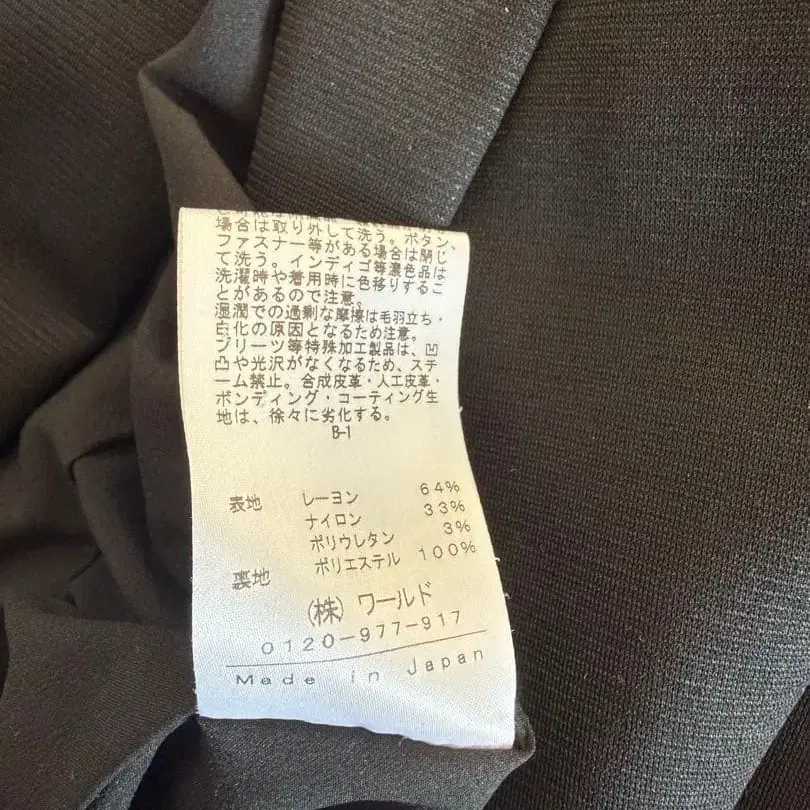 場合は取り外して洗う。ボタン、
ファスナー等がある場合は閉じ
て洗う。インディゴ等濃色品は
洗濯時や着用時に色移りするこ
とがあるので注意。
湿潤での過剰な摩擦は毛羽立ち・
白化の原因となるため注意。
プリーツ等特殊加工製品は、凹
凸や光沢がなくなるため、スチ
ーム禁止。合成皮革・人工皮革・
ボンディング・コーティング生
地は、徐々に劣化する。
B-1
表地 レーヨン 64%
ナイロン 33%
ポリウレタン 3%
裏地 ポリエステル 100%
(株) ワールド
0120-977-917
Made in Japan